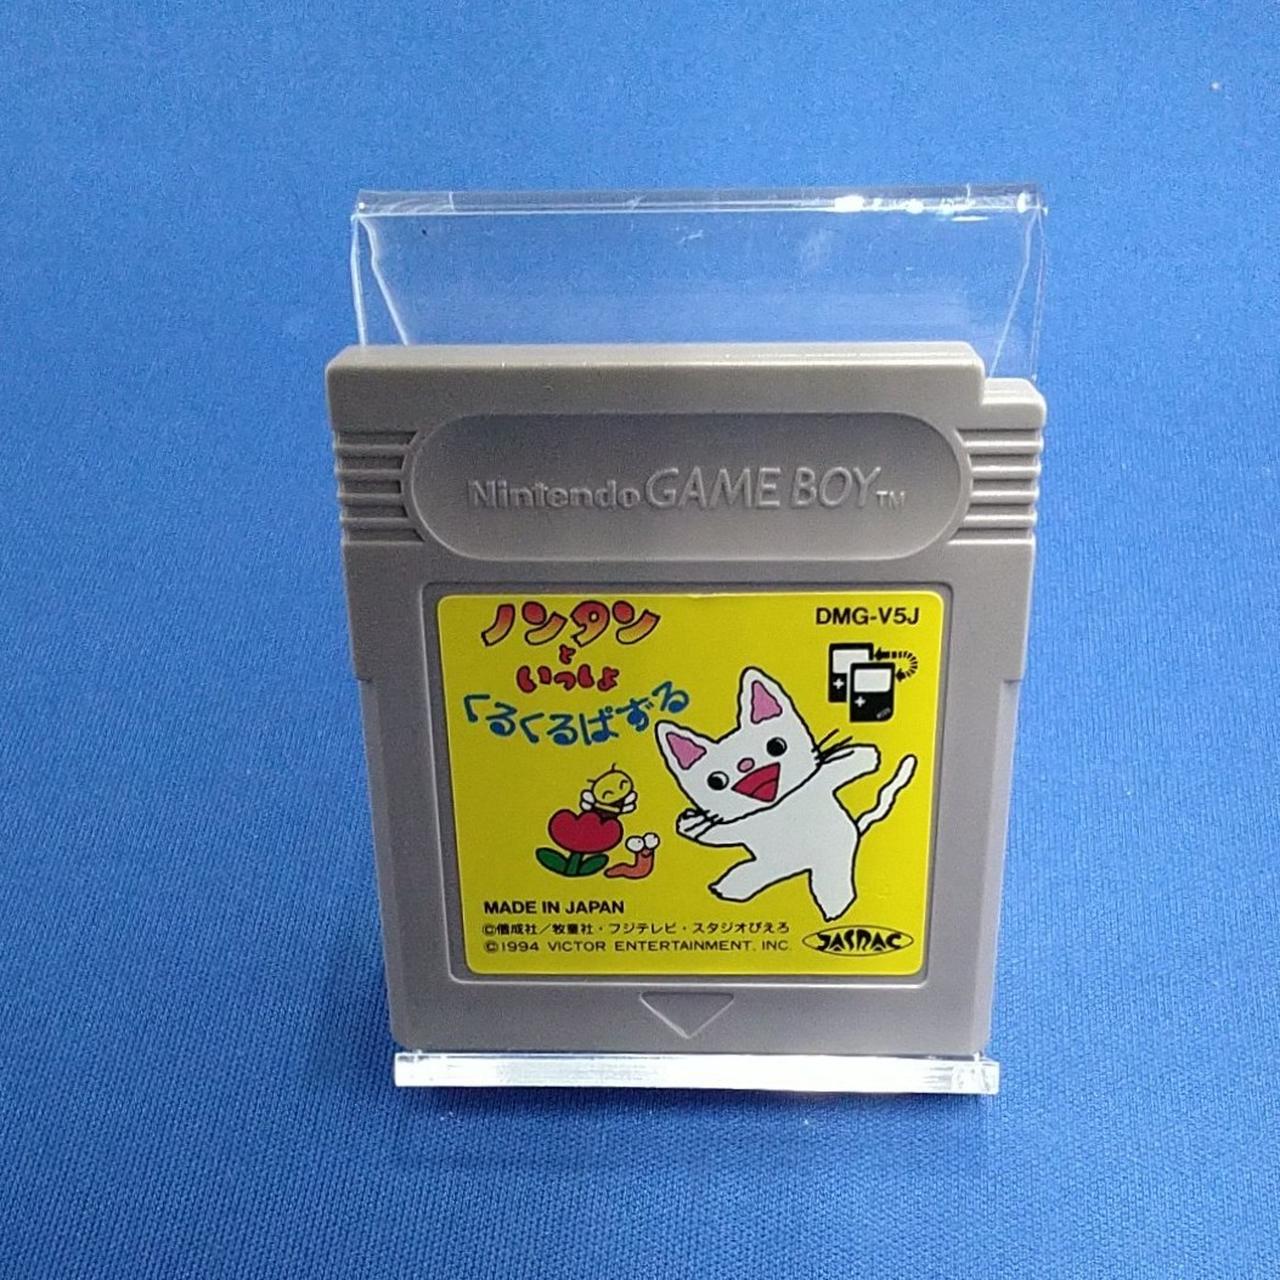 Nintendo GAME BOY TM
ノンタン
と
いっしょ
くるくるぱずる
DMG-V5J
MADE IN JAPAN
©偕成社/牧童社・フジテレビ・スタジオぴえろ
©1994 VICTOR ENTERTAINMENT, INC.
JASRAC